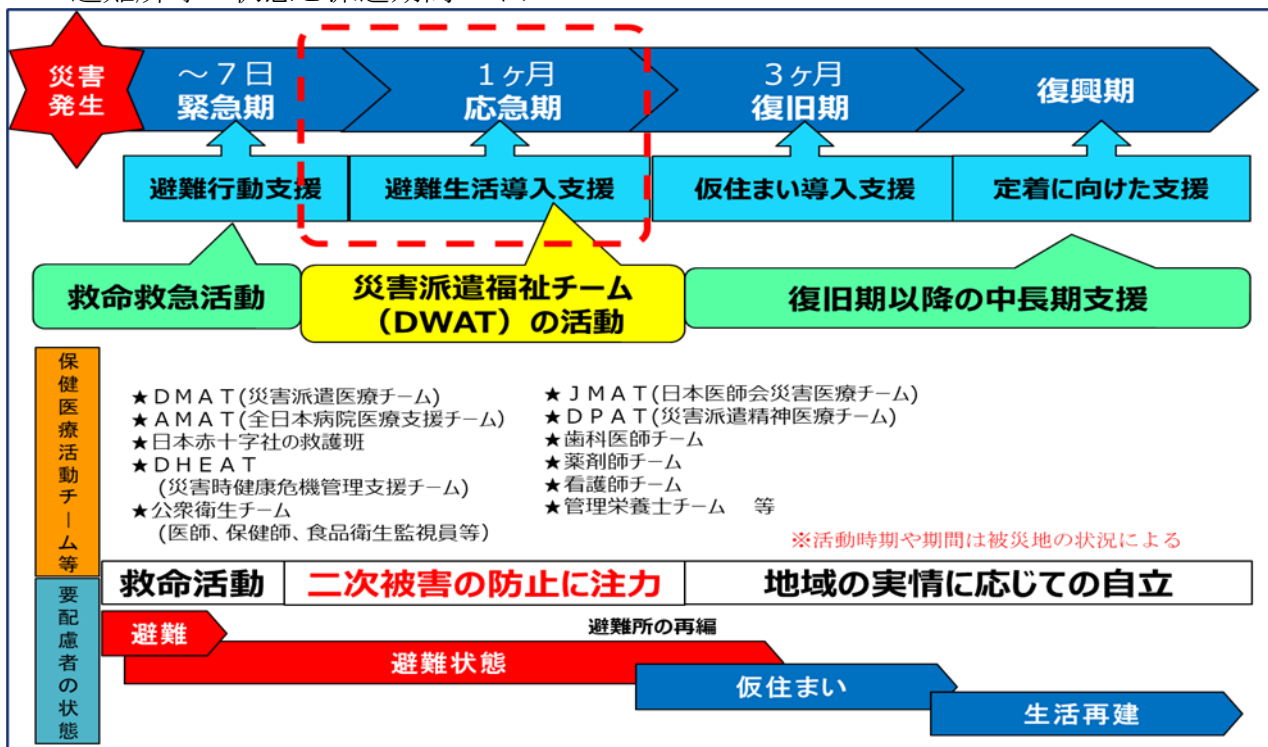 災害
発生
～７日
緊急期
１ヶ月
応急期
３ヶ月
復旧期
復興期
避難行動支援
避難生活導入支援
仮住まい導入支援
定着に向けた支援
救命救急活動
災害派遣福祉チーム
（DWAT）の活動
復旧期以降の中長期支援
保健医療活動チーム等
★ＤＭＡＴ(災害派遣医療チーム)
★ＡＭＡＴ(全日本病院医療支援チーム)
★日本赤十字社の救護班
★ＤＨＥＡＴ
(災害時健康危機管理支援チーム)
★公衆衛生チーム
(医師、保健師、食品衛生監視員等)
★ＪＭＡＴ(日本医師会災害医療チーム)
★ＤＰＡＴ(災害派遣精神医療チーム)
★歯科医師チーム
★薬剤師チーム
★看護師チーム
★管理栄養士チーム　等
※活動時期や期間は被災地の状況による
救命活動
二次被害の防止に注力
地域の実情に応じての自立
要配慮者の状態
避難
避難所の再編
避難状態
仮住まい
生活再建